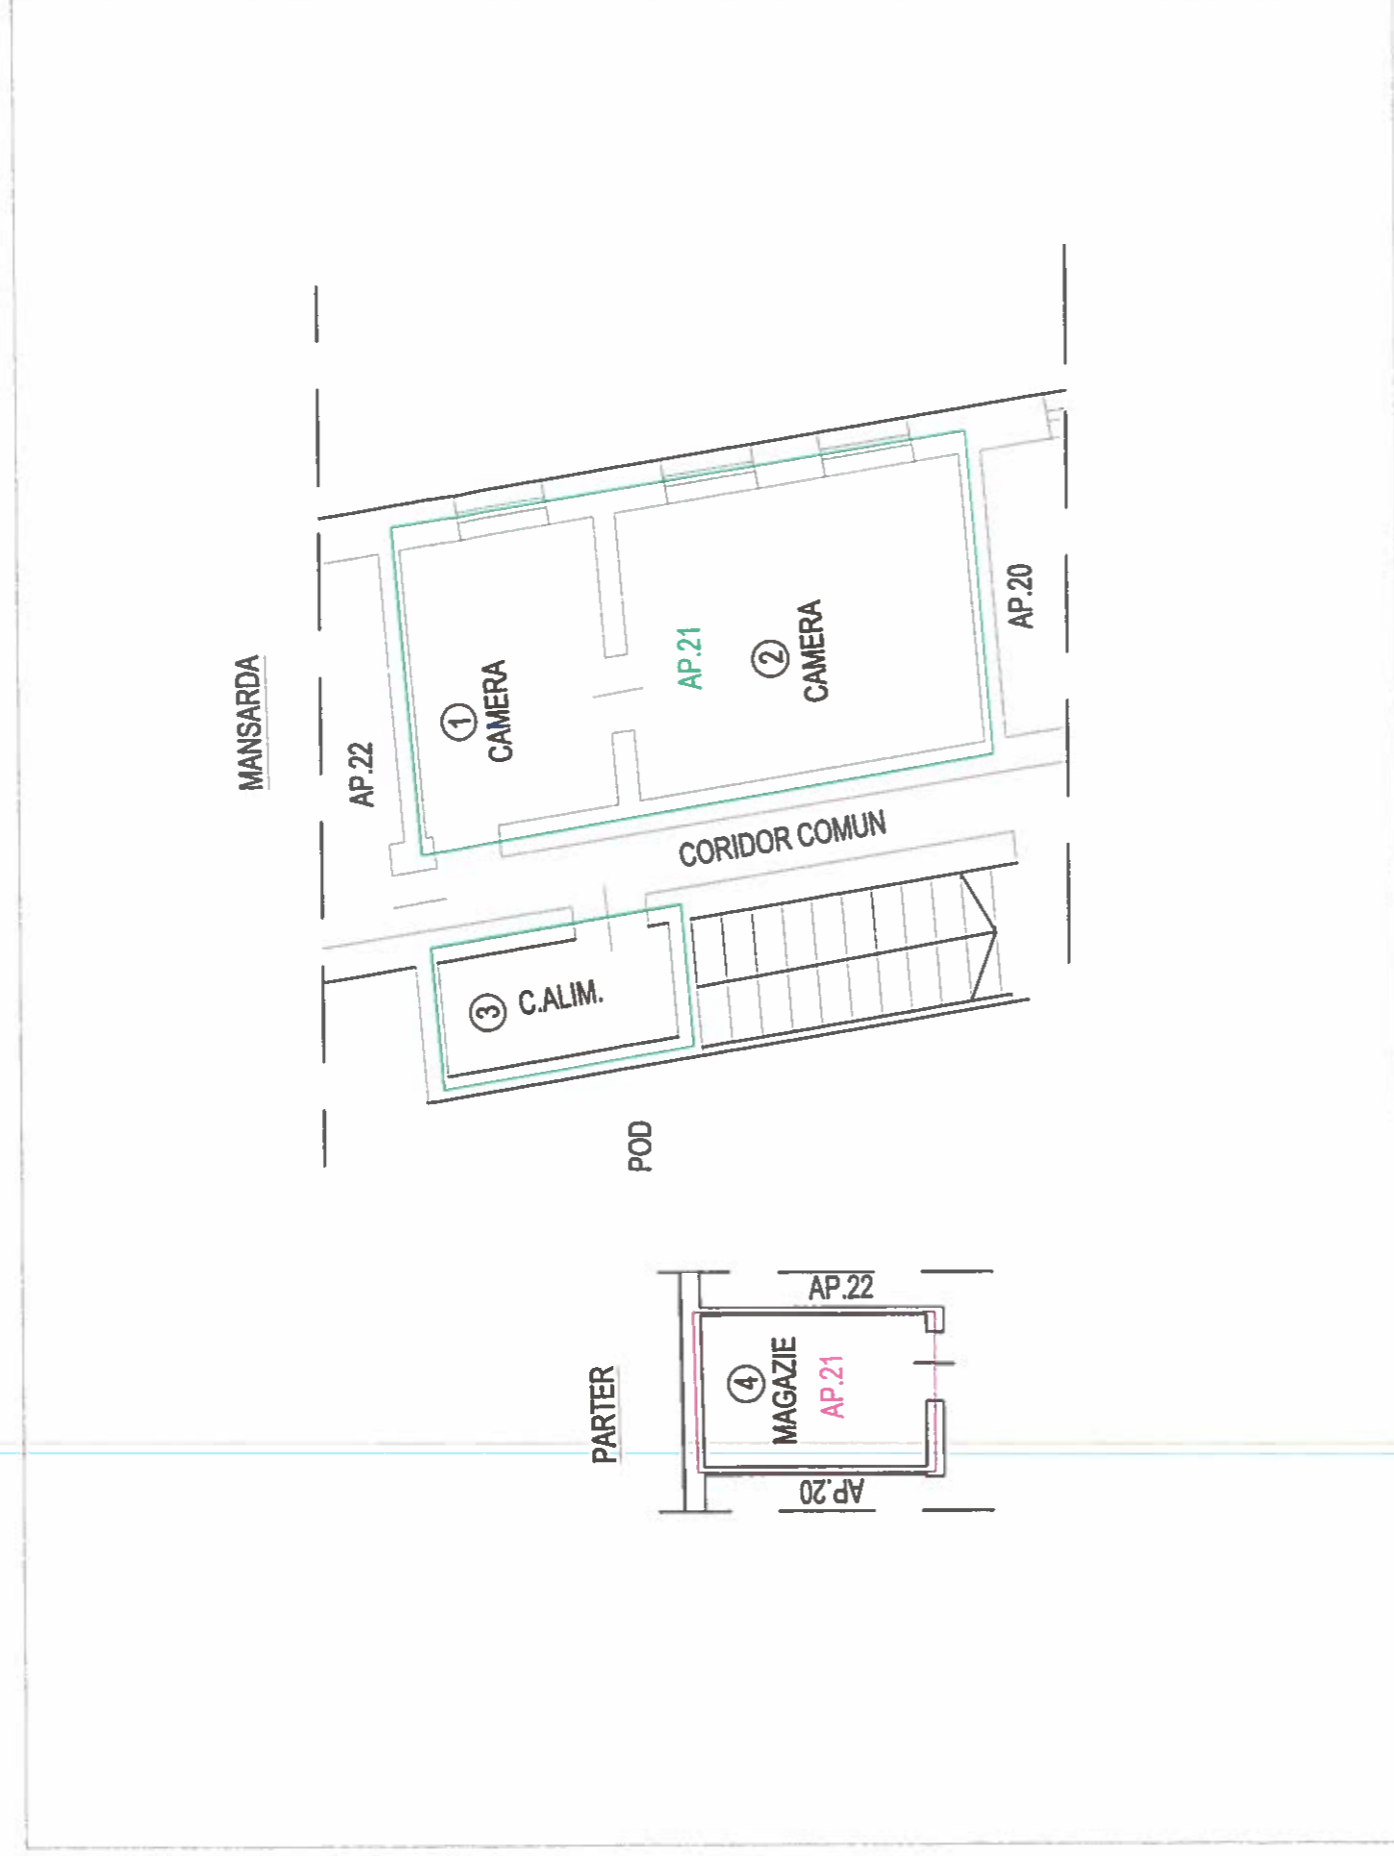 MANSARDA
AP.22
1
CAMERA
AP.21
2
CAMERA
AP.20
CORIDOR COMUN
3
C.ALIM.
POD
PARTER
AP.22
4
MAGAZIE
AP.21
AP.20